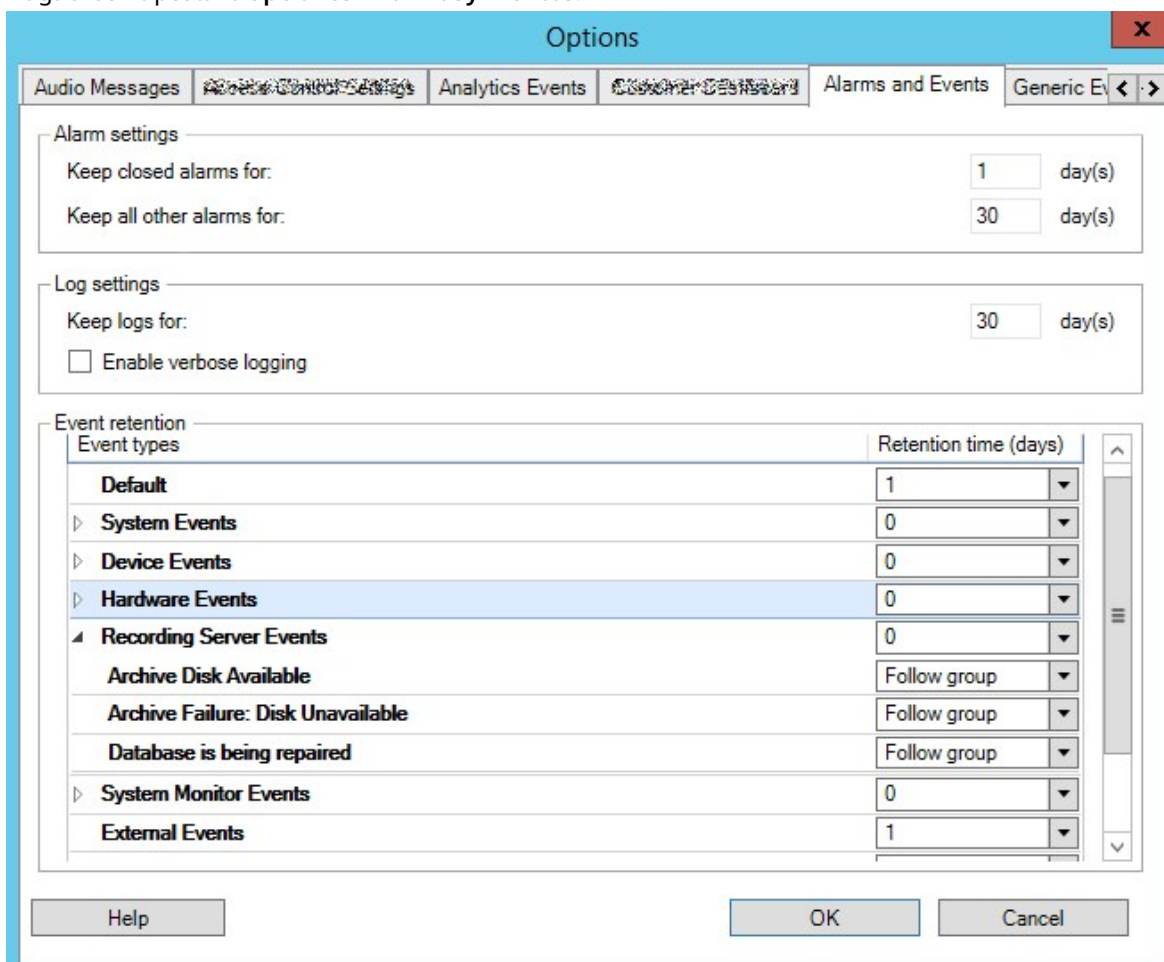 Options
x
Audio Messages Analytics Events Alarms and Events Generic Ev
Alarm settings
Keep closed alarms for: 1 day(s)
Keep all other alarms for: 30 day(s)
Log settings
Keep logs for: 30 day(s)
Enable verbose logging
Event retention
Event types Retention time (days)
Default 1
System Events 0
Device Events 0
Hardware Events 0
Recording Server Events 0
Archive Disk Available Follow group
Archive Failure: Disk Unavailable Follow group
Database is being repaired Follow group
System Monitor Events 0
External Events 1
Help OK Cancel